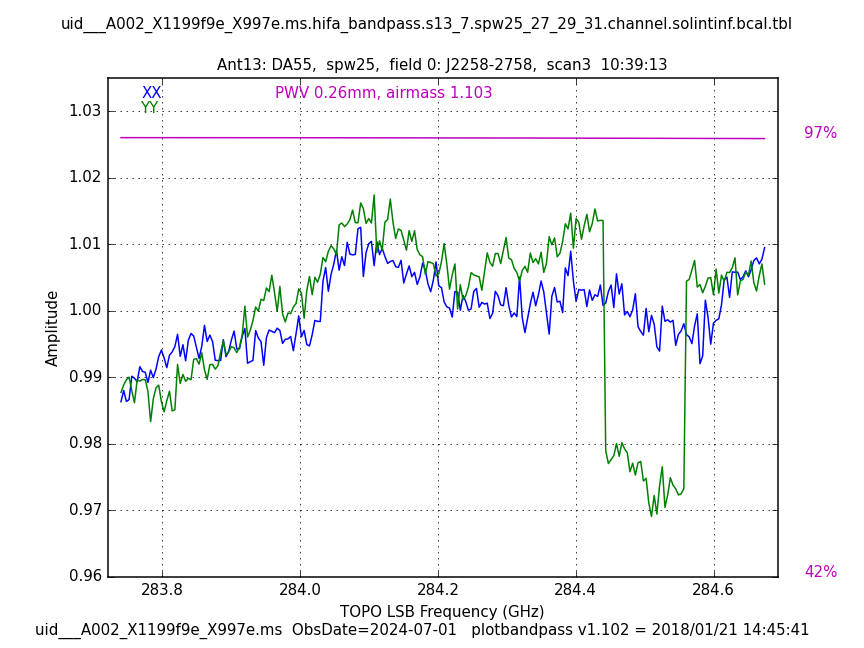 uid___A002_X1199f9e_X997e.ms.hifa_bandpass.s13_7.spw25_27_29_31.channel.solintinf.bcal.tbl
Ant13: DA55,  spw25,  field 0: J2258-2758,  scan3  10:39:13
XX
YY
PWV 0.26mm, airmass 1.103
97%
42%
1.03
1.02
1.01
1.00
0.99
0.98
0.97
0.96
Amplitude
283.8 284.0 284.2 284.4 284.6
TOPO LSB Frequency (GHz)
uid___A002_X1199f9e_X997e.ms  ObsDate=2024-07-01   plotbandpass v1.102 = 2018/01/21 14:45:41